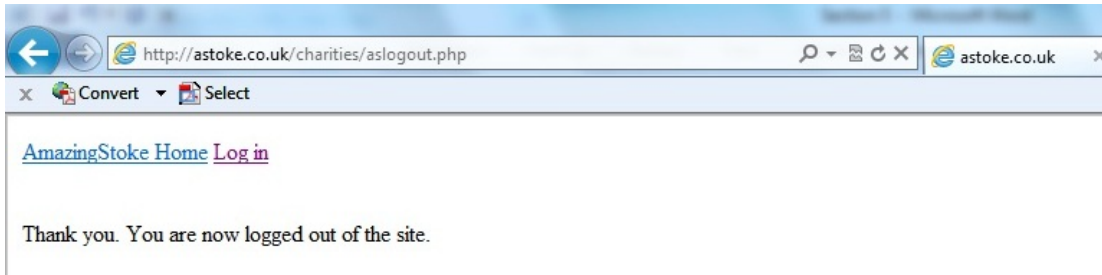 http://astoke.co.uk/charities/aslogout.php
astoke.co.uk
Convert Select
AmazingStoke Home Log in
Thank you. You are now logged out of the site.